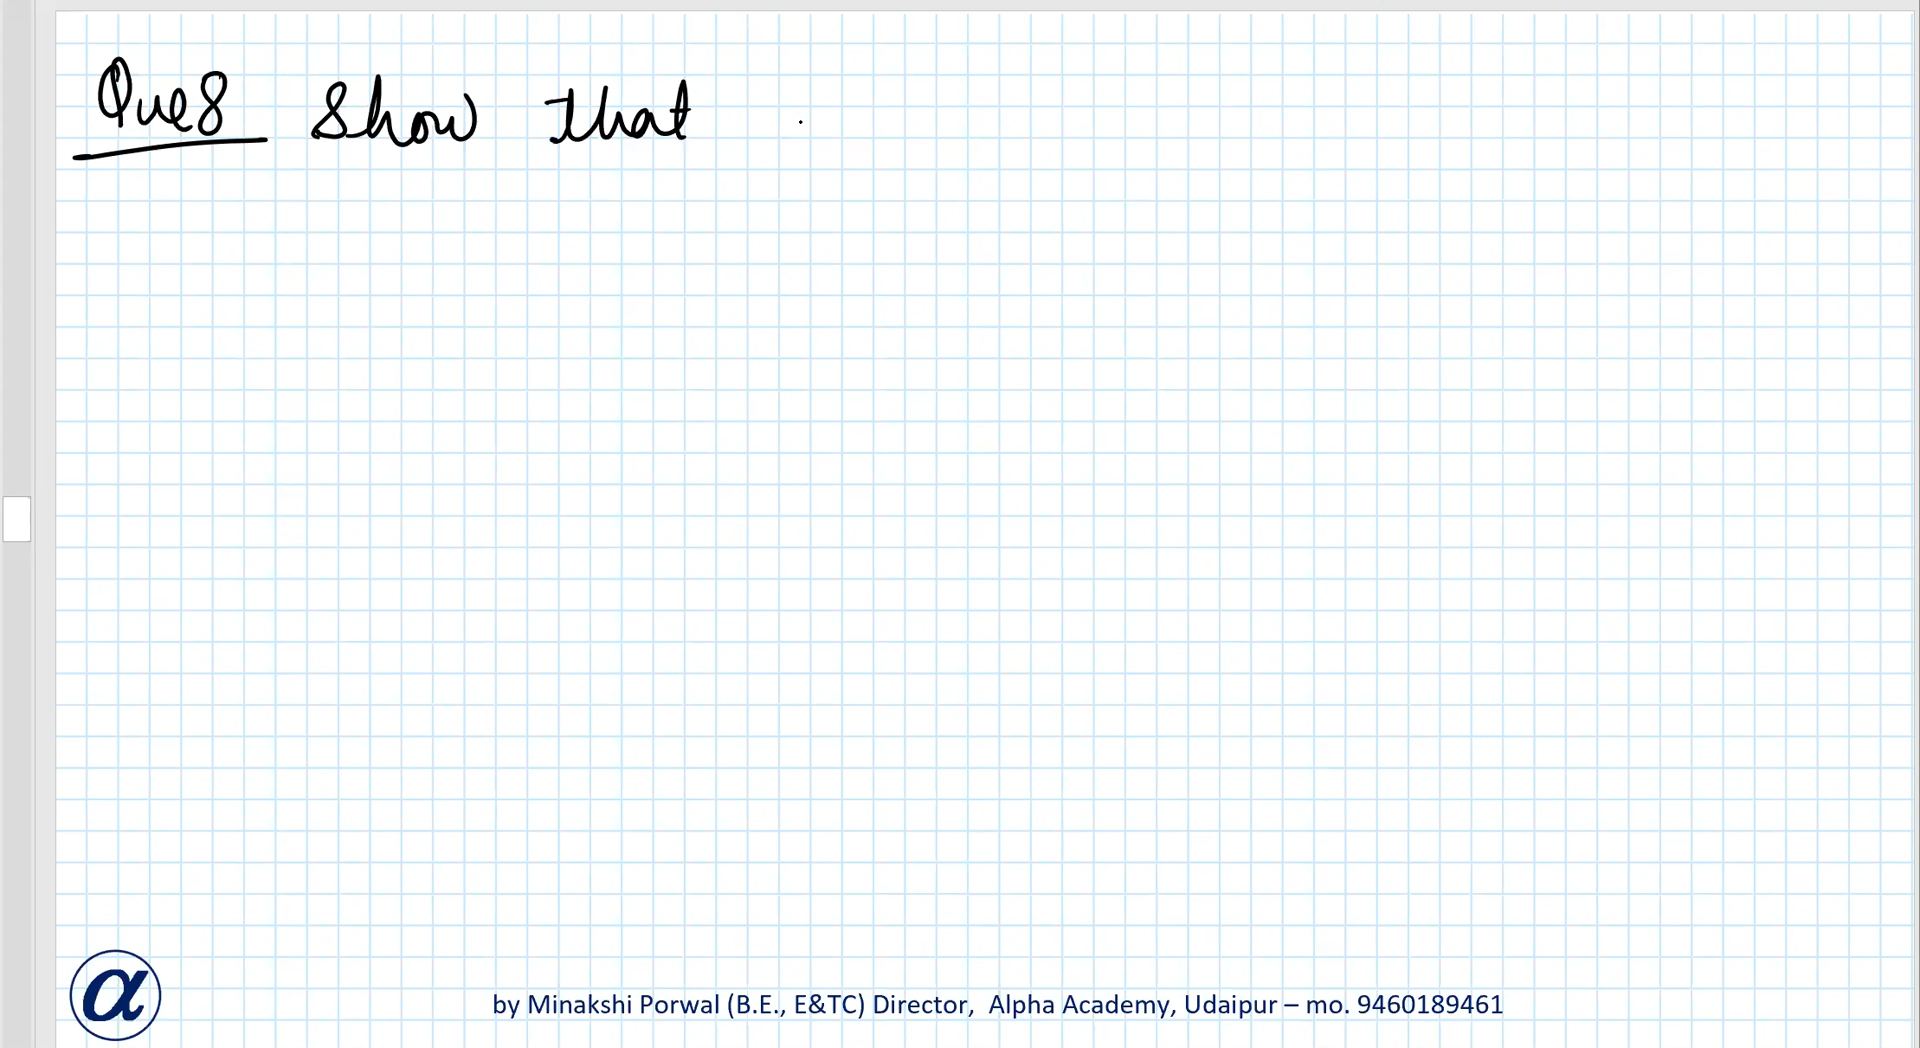 Que8 Show that
α
by Minakshi Porwal (B.E., E&TC) Director, Alpha Academy, Udaipur – mo. 9460189461